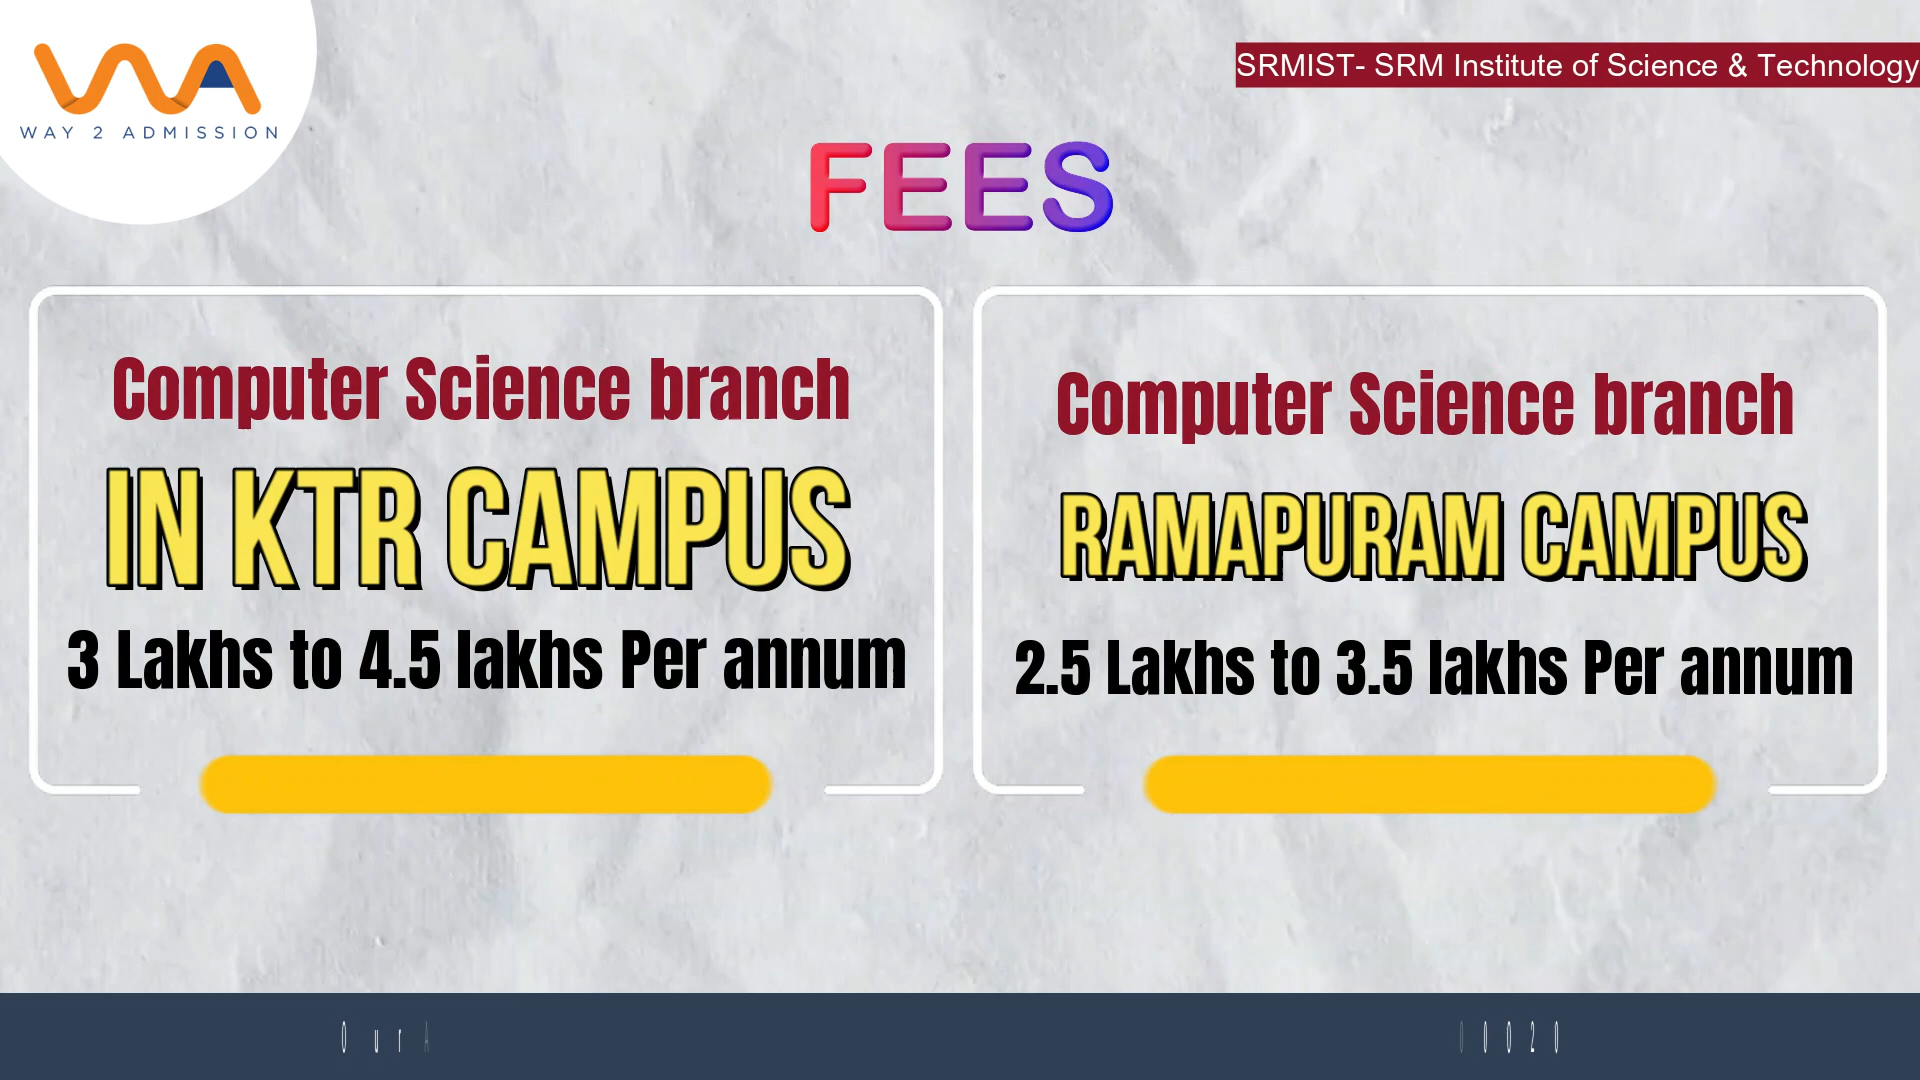 WAY 2 ADMISSION
SRMIST- SRM Institute of Science & Technology
FEES
Computer Science branch
IN KTR CAMPUS
3 Lakhs to 4.5 lakhs Per annum
Computer Science branch
RAMAPURAM CAMPUS
2.5 Lakhs to 3.5 lakhs Per annum
Our